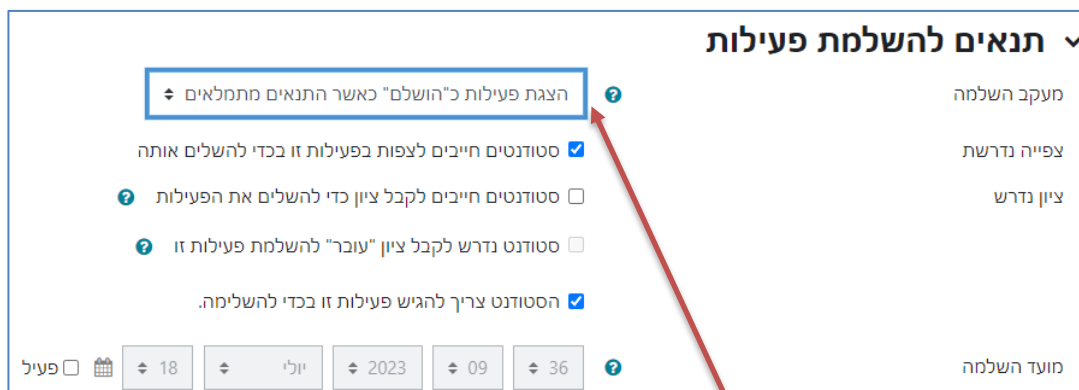 תנאים להשלמת פעילות
מעקב השלמה הצגת פעילות כ"הושלם" כאשר התנאים מתמלאים
צפייה נדרשת סטודנטים חייבים לצפות בפעילות זו בכדי להשלים אותה
ציון נדרש סטודנטים חייבים לקבל ציון כדי להשלים את הפעילות
סטודנט נדרש לקבל ציון "עובר" להשלמת פעילות זו
הסטודנט צריך להגיש פעילות זו בכדי להשלימה.
מועד השלמה 36 09 2023 יולי 18 פעיל